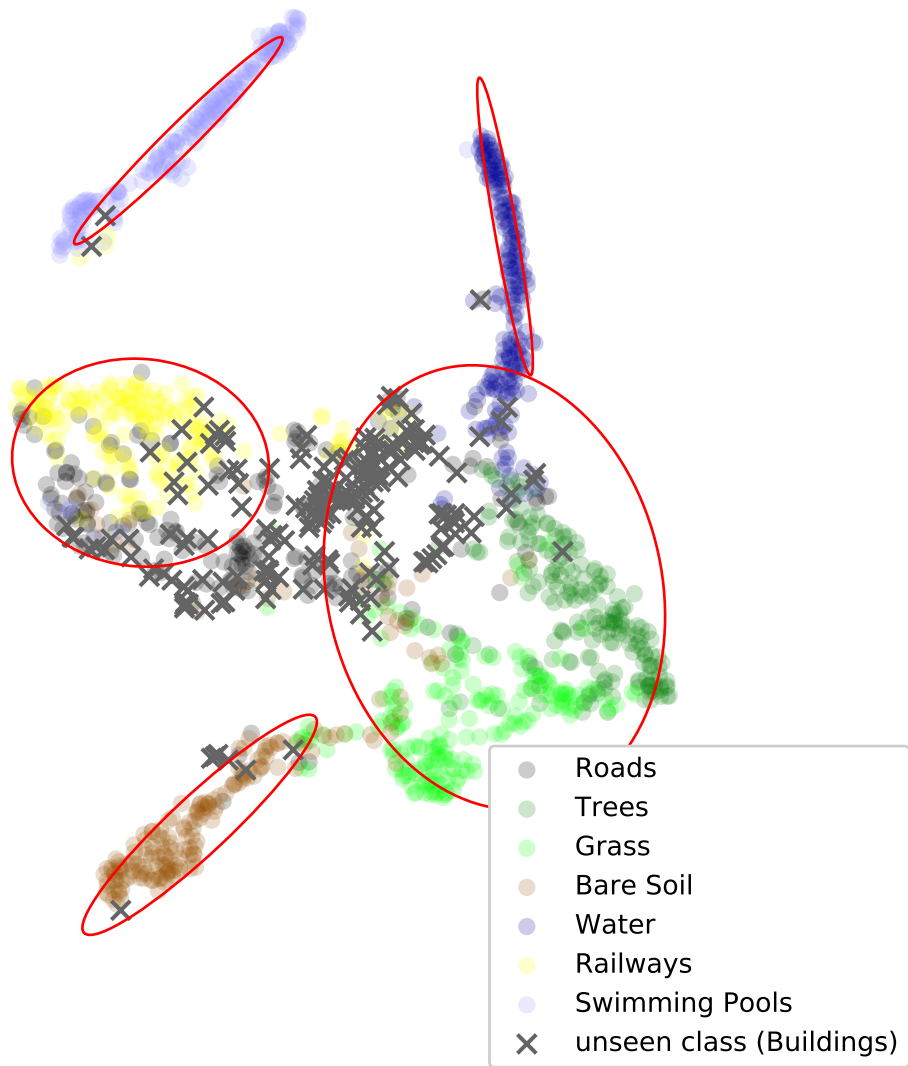 Roads
Trees
Grass
Bare Soil
Water
Railways
Swimming Pools
unseen class (Buildings)